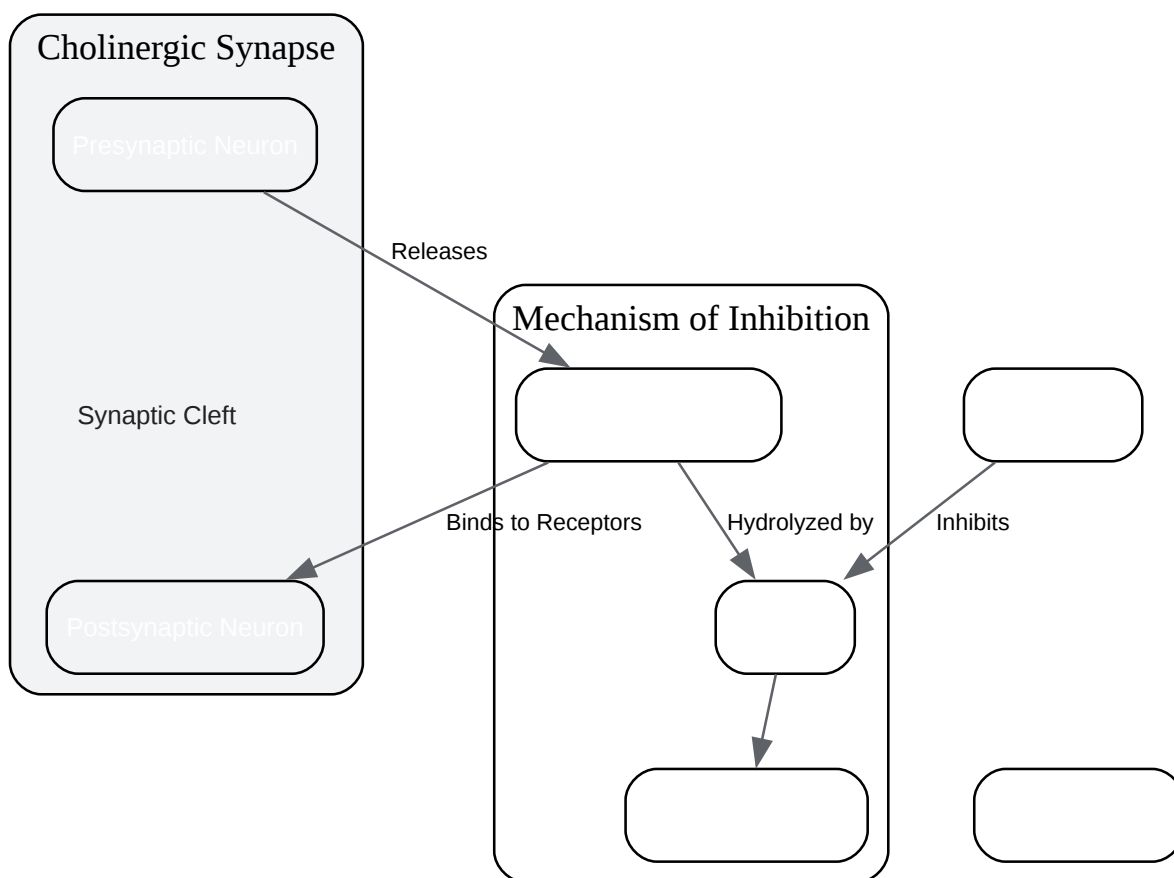 Cholinergic Synapse
Presynaptic Neuron
Releases
Mechanism of Inhibition
Synaptic Cleft
Binds to Receptors
Hydrolyzed by
Inhibits
Postsynaptic Neuron